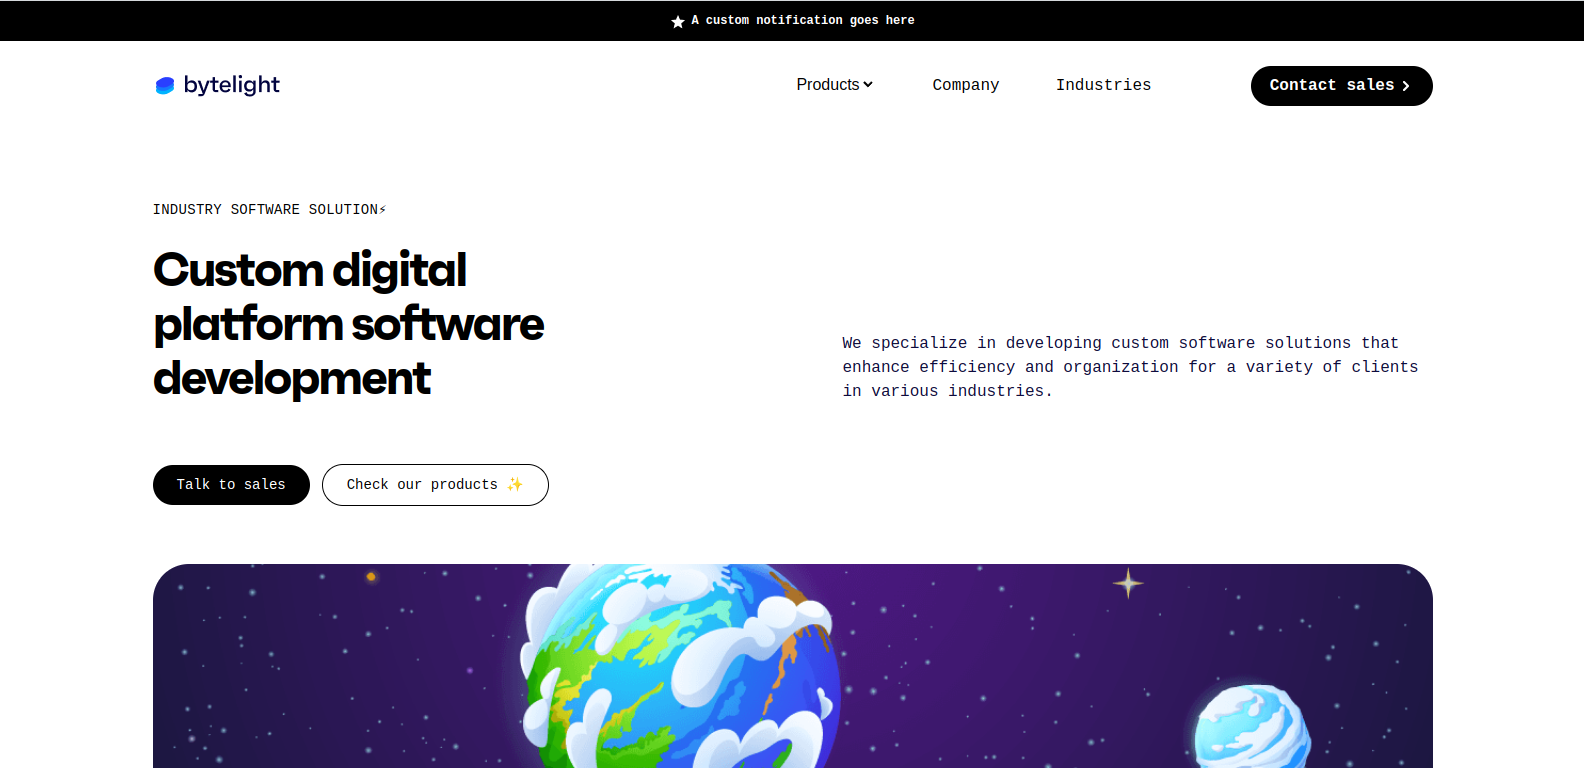 A custom notification goes here
bytelight
Products
Company
Industries
Contact sales
INDUSTRY SOFTWARE SOLUTION⚡
Custom digital
platform software
development
We specialize in developing custom software solutions that
enhance efficiency and organization for a variety of clients
in various industries.
Talk to sales
Check our products ✨